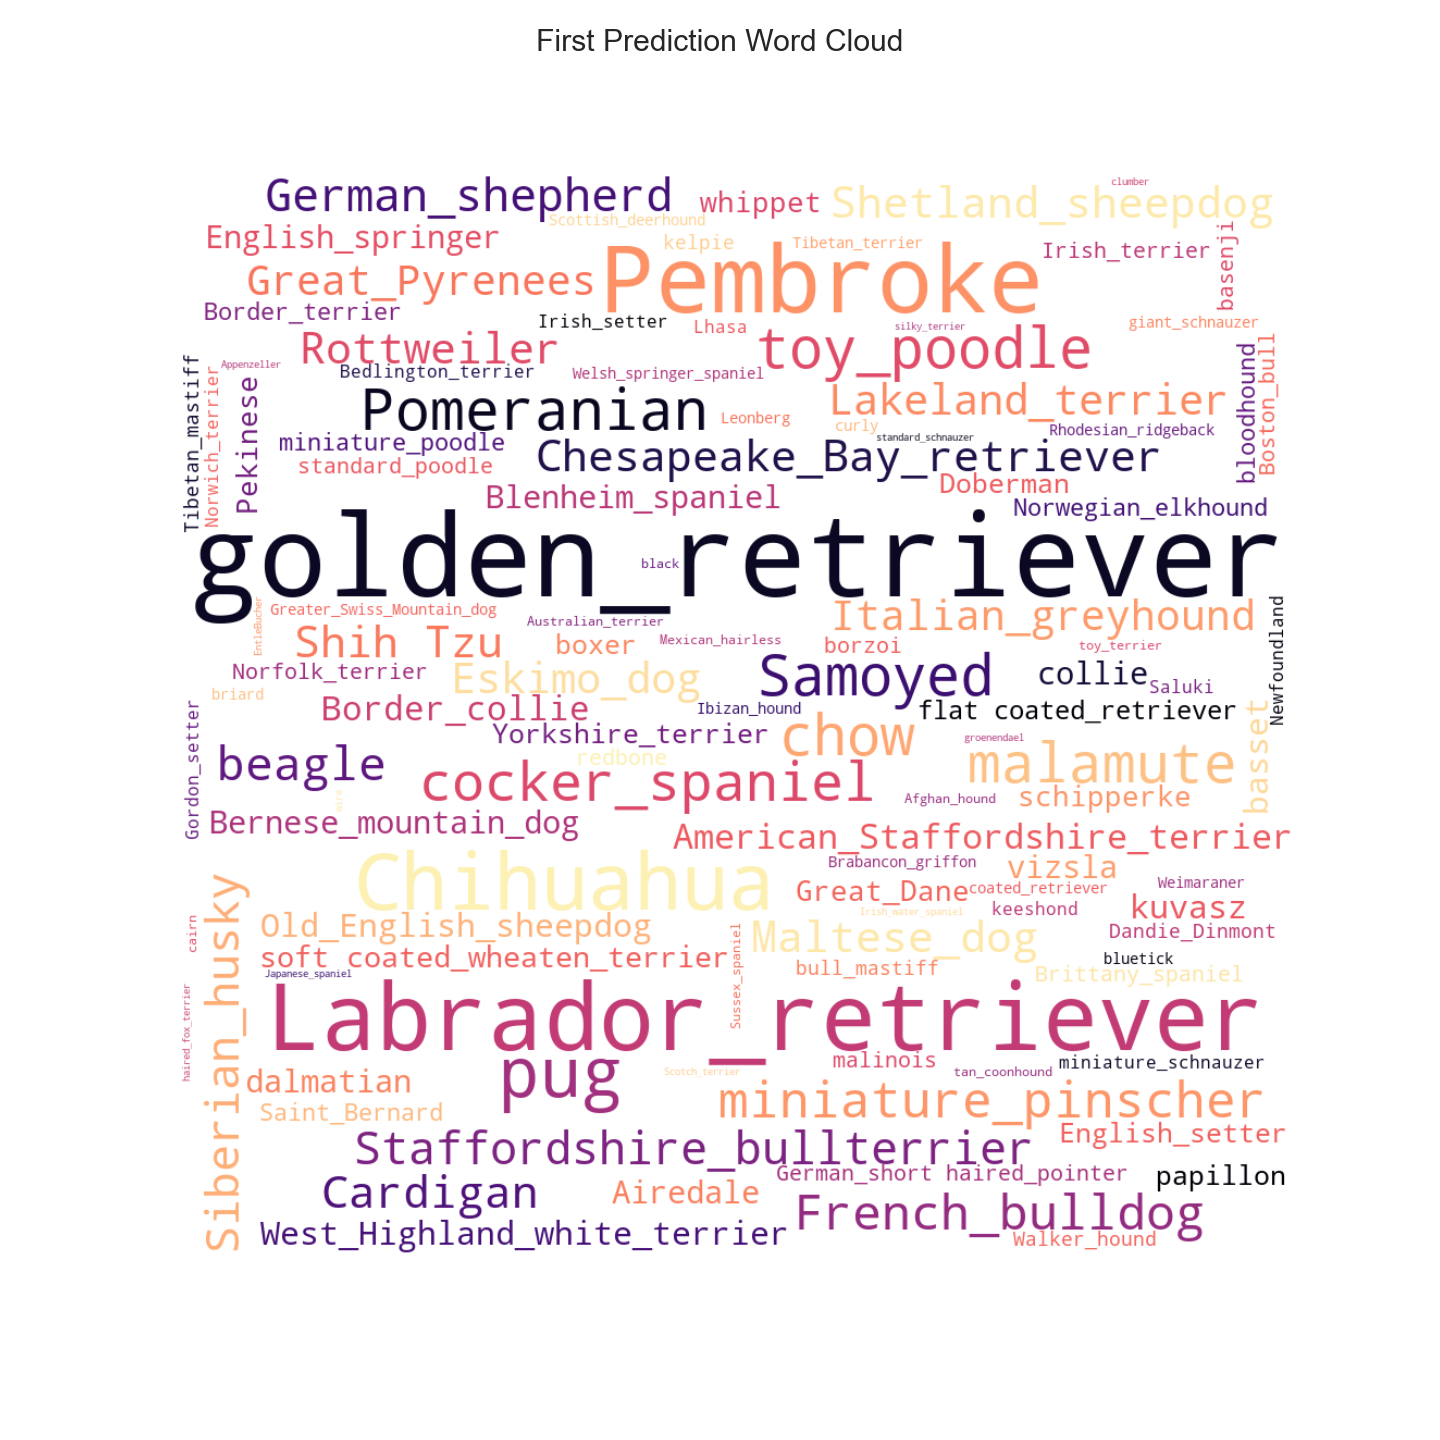 First Prediction Word Cloud
German_shepherd
whippet
Shetland_sheepdog
clumber
Scottish_deerhound
English_springer
kelpie
Tibetan_terrier
Irish_terrier
basenji
Great_Pyrenees
Pembroke
Border_terrier
Irish_setter
Lhasa
silky_terrier
giant_schnauzer
Rottweiler
toy_poodle
Boston_bull
bloodhound
Tibetan_mastiff
Norwich_terrier
Appenzeller
Pekinese
Bedlington_terrier
Welsh_springer_spaniel
Pomeranian
Leonberg
Lakeland_terrier
curly
standard_schnauzer
Rhodesian_ridgeback
miniature_poodle
standard_poodle
Chesapeake_Bay_retriever
Doberman
Blenheim_spaniel
Norwegian_elkhound
golden_retriever
black
EntleBucher
Greater_Swiss_Mountain_dog
Australian_terrier
Italian_greyhound
Newfoundland
Shih Tzu
boxer
Mexican_hairless
borzoi
toy_terrier
Norfolk_terrier
Eskimo_dog
Samoyed
collie
Saluki
briard
Border_collie
Ibizan_hound
flat coated_retriever
Gordon_setter
Yorkshire_terrier
chow
groenendael
basset
beagle
redbone
malamute
cocker_spaniel
wire
Afghan_hound
schipperke
Bernese_mountain_dog
American_Staffordshire_terrier
Chihuahua
Brabancon_griffon
vizsla
Great_Dane
coated_retriever
Weimaraner
Siberian_husky
cairn
Old_English_sheepdog
Irish_water_spaniel
keeshond
kuvasz
Maltese_dog
Dandie_Dinmont
soft coated_wheaten_terrier
Sussex_spaniel
bull_mastiff
bluetick
Japanese_spaniel
Brittany_spaniel
haired_fox_terrier
Labrador_retriever
pug
Scotch_terrier
malinois
miniature_schnauzer
dalmatian
tan_coonhound
Saint_Bernard
miniature_pinscher
Staffordshire_bullterrier
English_setter
German_short haired_pointer
papillon
Cardigan
Airedale
French_bulldog
West_Highland_white_terrier
Walker_hound